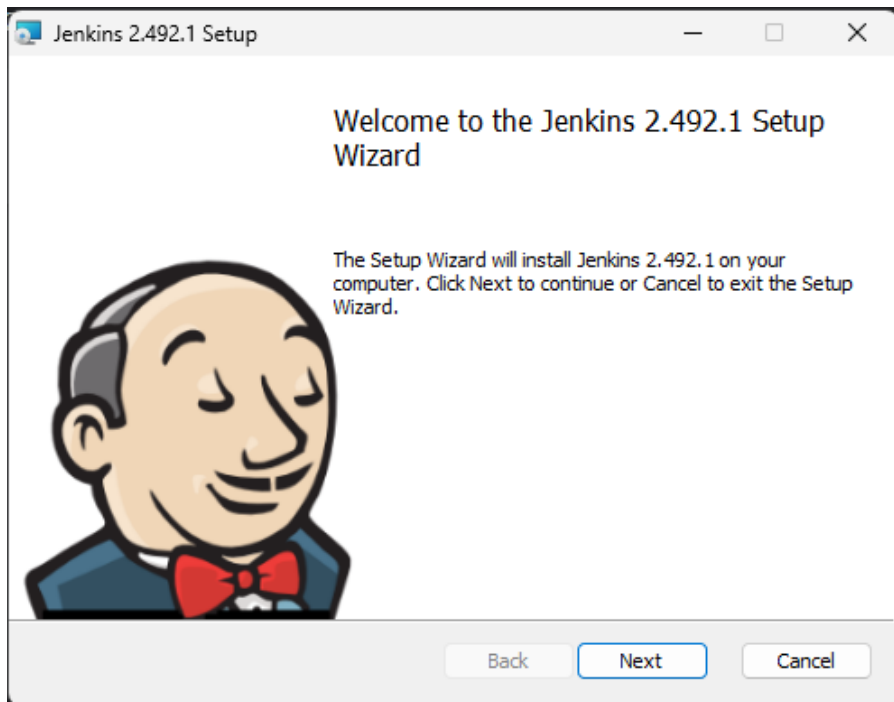 Jenkins 2.492.1 Setup
Welcome to the Jenkins 2.492.1 Setup
Wizard
The Setup Wizard will install Jenkins 2.492.1 on your
computer. Click Next to continue or Cancel to exit the Setup
Wizard.
Back Next Cancel